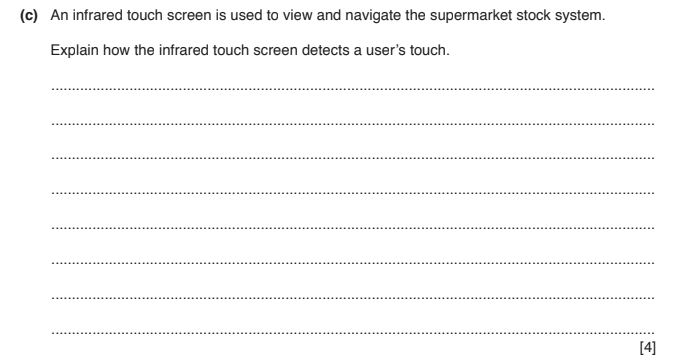 (c) An infrared touch screen is used to view and navigate the supermarket stock system.
Explain how the infrared touch screen detects a user's touch.
[4]